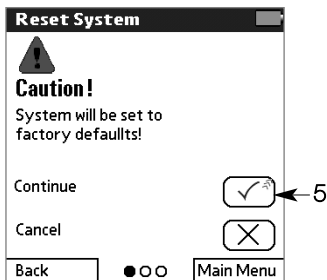 Reset System
Caution!
System will be set to
factory defaullts!
Continue
5
Cancel
Back
Main Menu